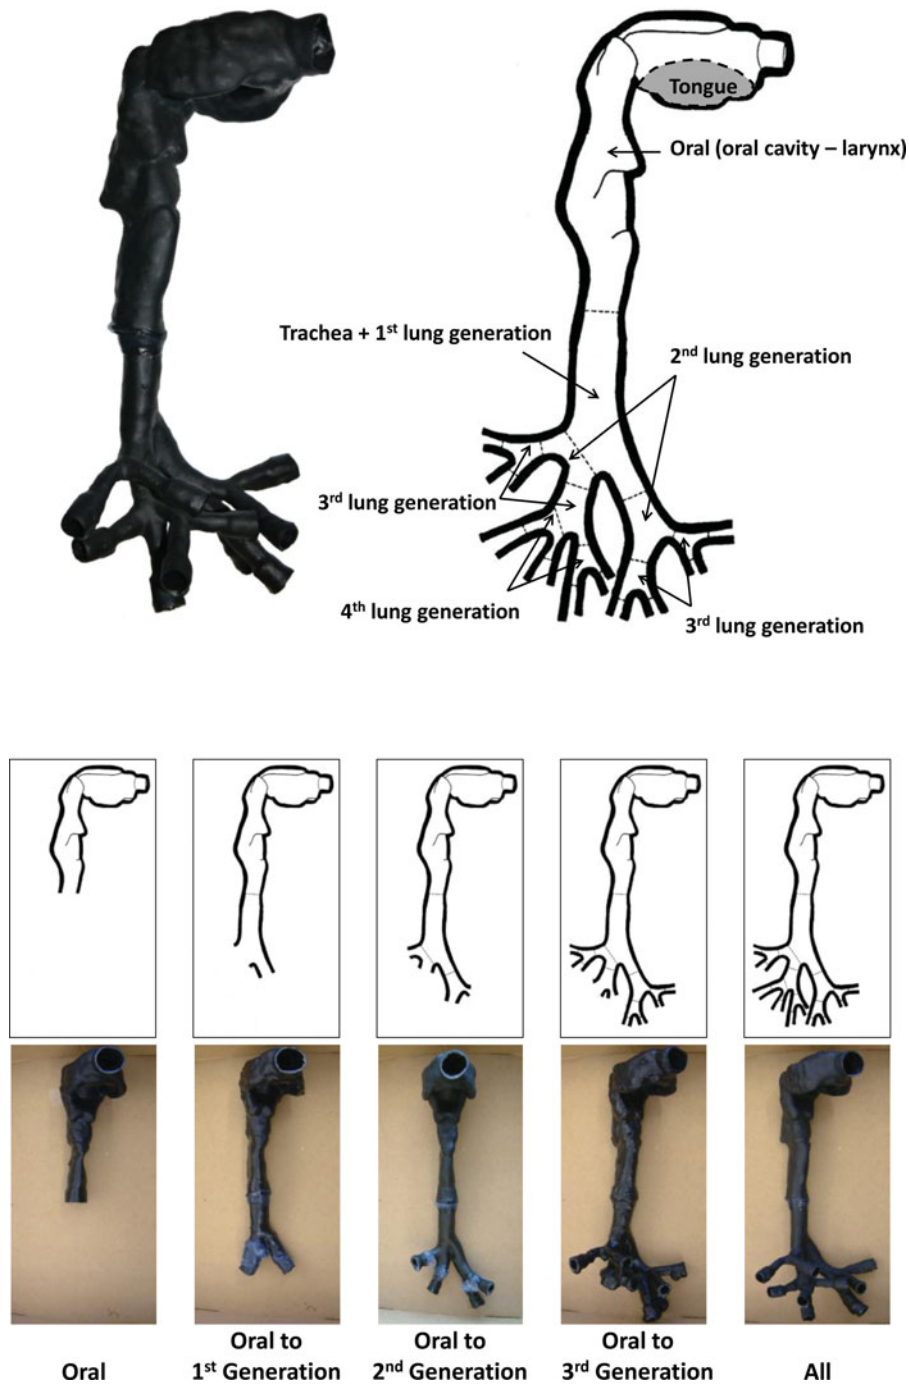 Tongue
Oral (oral cavity – larynx)
Trachea + 1st lung generation
2nd lung generation
3rd lung generation
4th lung generation
3rd lung generation
Oral
Oral to
1st Generation
Oral to
2nd Generation
Oral to
3rd Generation
All